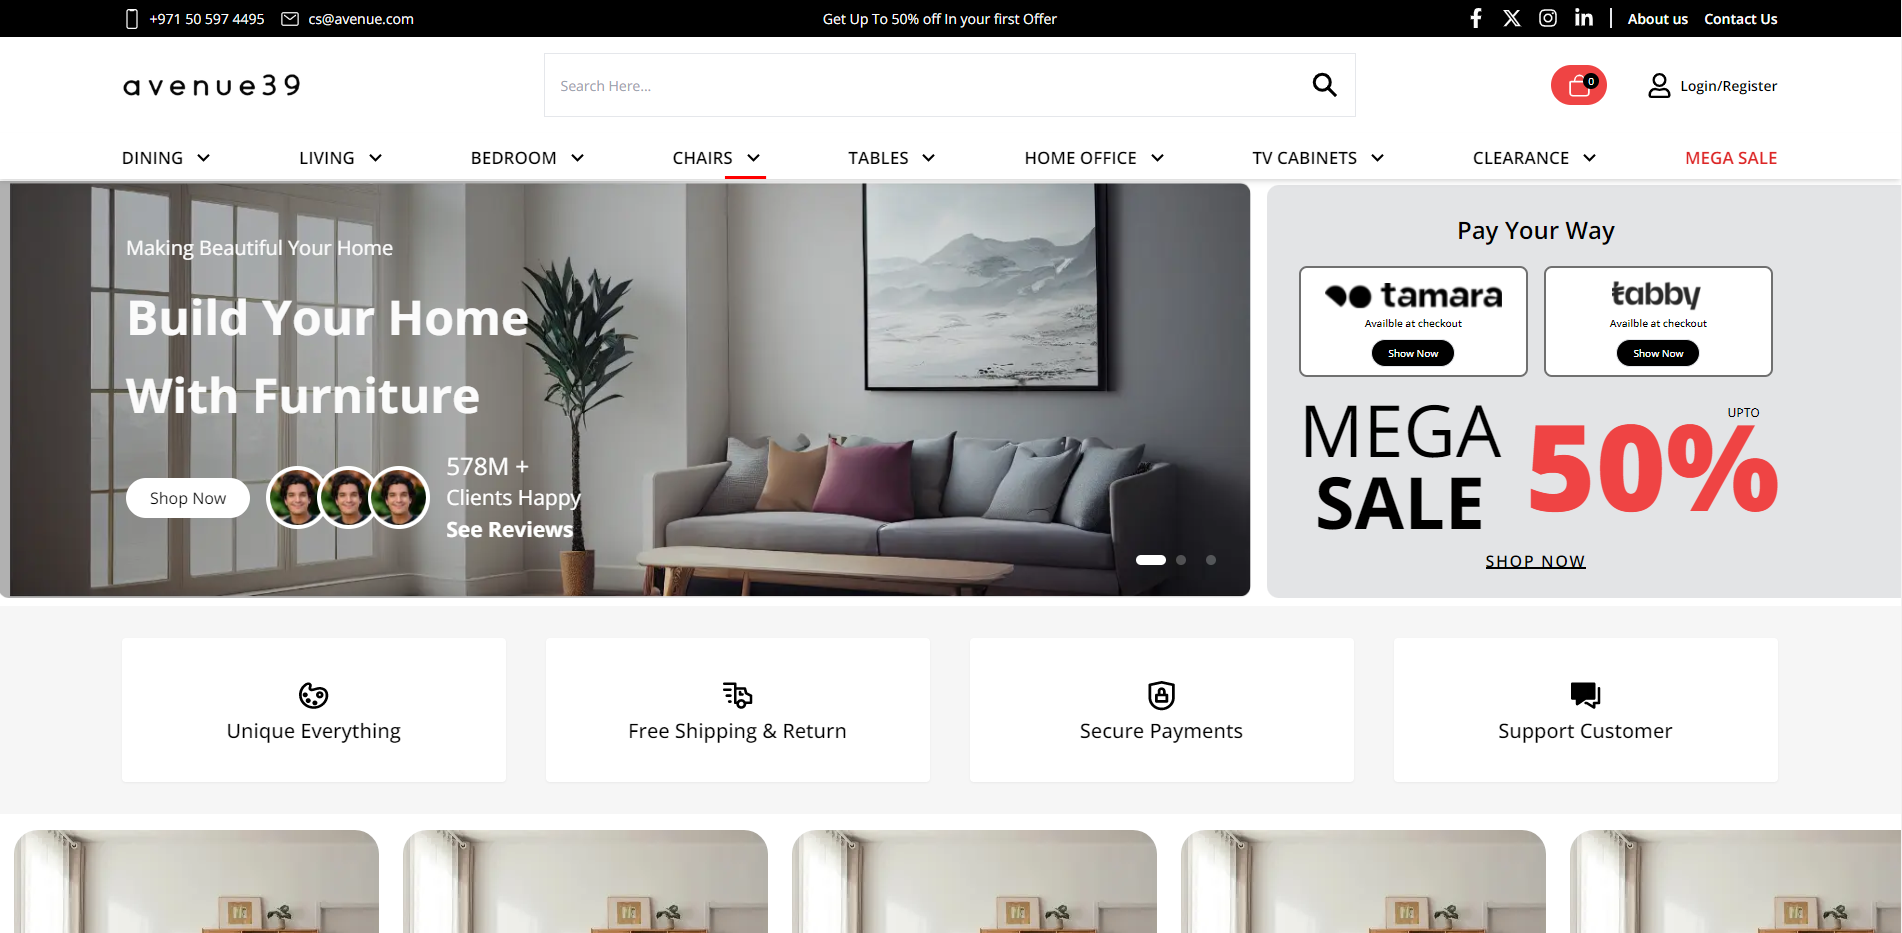 +971 50 597 4495
cs@avenue.com
Get Up To 50% off In your first Offer
About us
Contact Us
avenue39
Search Here...
0
Login/Register
DINING
LIVING
BEDROOM
CHAIRS
TABLES
HOME OFFICE
TV CABINETS
CLEARANCE
MEGA SALE
Making Beautiful Your Home
Build Your Home
With Furniture
Shop Now
578M +
Clients Happy
See Reviews
Pay Your Way
tamara
Availble at checkout
Show Now
tabby
Availble at checkout
Show Now
MEGA
SALE
UPTO
50%
SHOP NOW
Unique Everything
Free Shipping & Return
Secure Payments
Support Customer